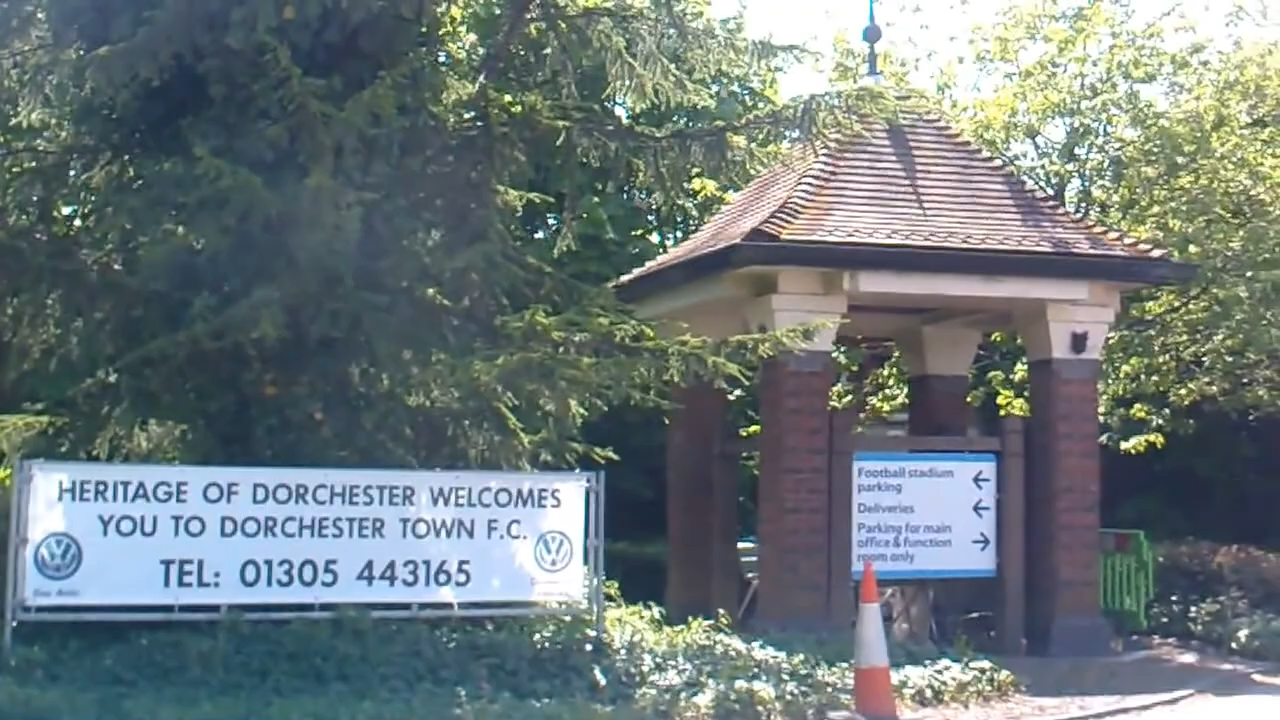 HERITAGE OF DORCHESTER WELCOMES
YOU TO DORCHESTER TOWN F.C.
TEL: 01305 443165
Football stadium
parking
Deliveries
Parking for main
office & function
room only